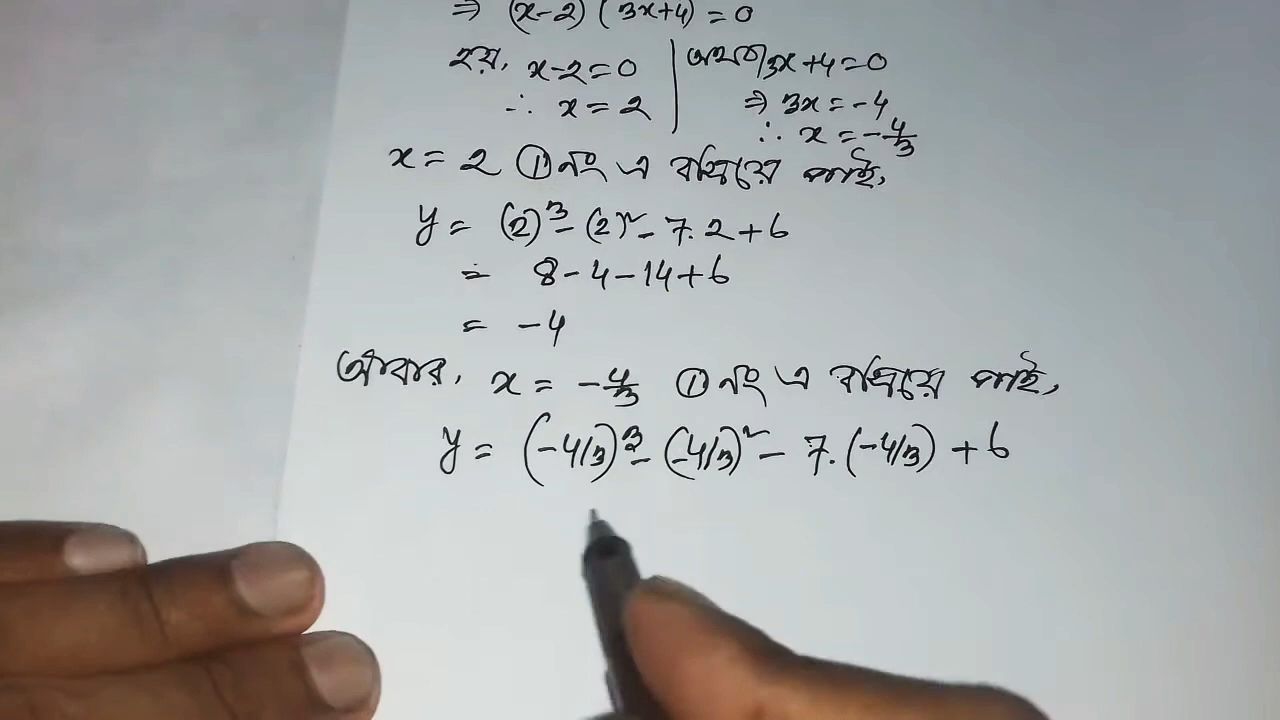 ⇒ (x-2) (3x+4) = 0
হয়, x-2=0 | অথবা, 3x+4=0
∴ x = 2 | ⇒ 3x = -4
∴ x = -4/3
x = 2 ①নং এ বসিয়ে পাই,
y = (2)³ - (2)² - 7.2 + 6
= 8 - 4 - 14 + 6
= -4
আবার, x = -4/3 ①নং এ বসিয়ে পাই,
y = (-4/3)³ - (-4/3)² - 7.(-4/3) + 6